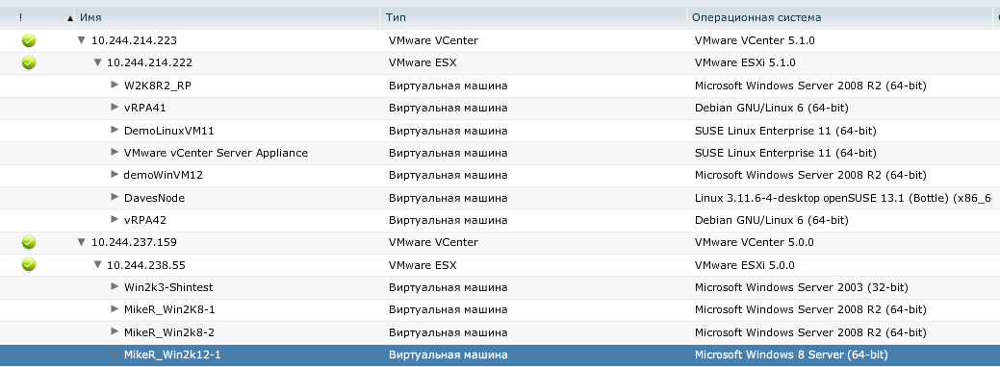 ! Имя Тип Операционная система
10.244.214.223 VMware VCenter VMware VCenter 5.1.0
10.244.214.222 VMware ESX VMware ESXi 5.1.0
W2K8R2_RP Виртуальная машина Microsoft Windows Server 2008 R2 (64-bit)
vRPA41 Виртуальная машина Debian GNU/Linux 6 (64-bit)
DemoLinuxVM11 Виртуальная машина SUSE Linux Enterprise 11 (64-bit)
VMware vCenter Server Appliance Виртуальная машина SUSE Linux Enterprise 11 (64-bit)
demoWinVM12 Виртуальная машина Microsoft Windows Server 2008 R2 (64-bit)
DavesNode Виртуальная машина Linux 3.11.6-4-desktop openSUSE 13.1 (Bottle) (x86_6
vRPA42 Виртуальная машина Debian GNU/Linux 6 (64-bit)
10.244.237.159 VMware VCenter VMware VCenter 5.0.0
10.244.238.55 VMware ESX VMware ESXi 5.0.0
Win2k3-Shintest Виртуальная машина Microsoft Windows Server 2003 (32-bit)
MikeR_Win2K8-1 Виртуальная машина Microsoft Windows Server 2008 R2 (64-bit)
MikeR_Win2k8-2 Виртуальная машина Microsoft Windows Server 2008 R2 (64-bit)
MikeR_Win2k12-1 Виртуальная машина Microsoft Windows 8 Server (64-bit)